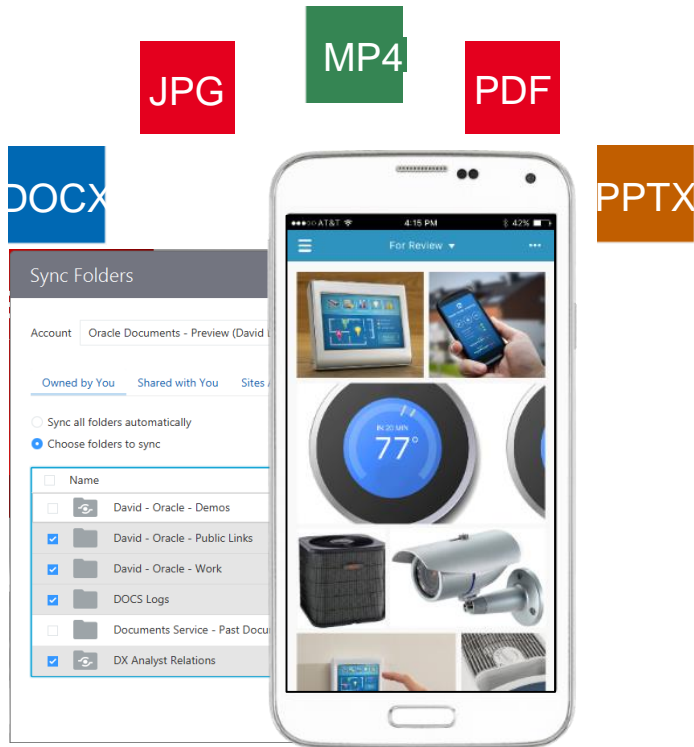 MP4
JPG
PDF
DOCX
PPTX
AT&T
4:15 PM
42%
For Review
Sync Folders
Account
Oracle Documents - Preview (David
Owned by You
Shared with You
Sites
Sync all folders automatically
Choose folders to sync
Name
David - Oracle - Demos
David - Oracle - Public Links
David - Oracle - Work
DOCS Logs
Documents Service - Past Docu
DX Analyst Relations
IN 20 MIN
77°